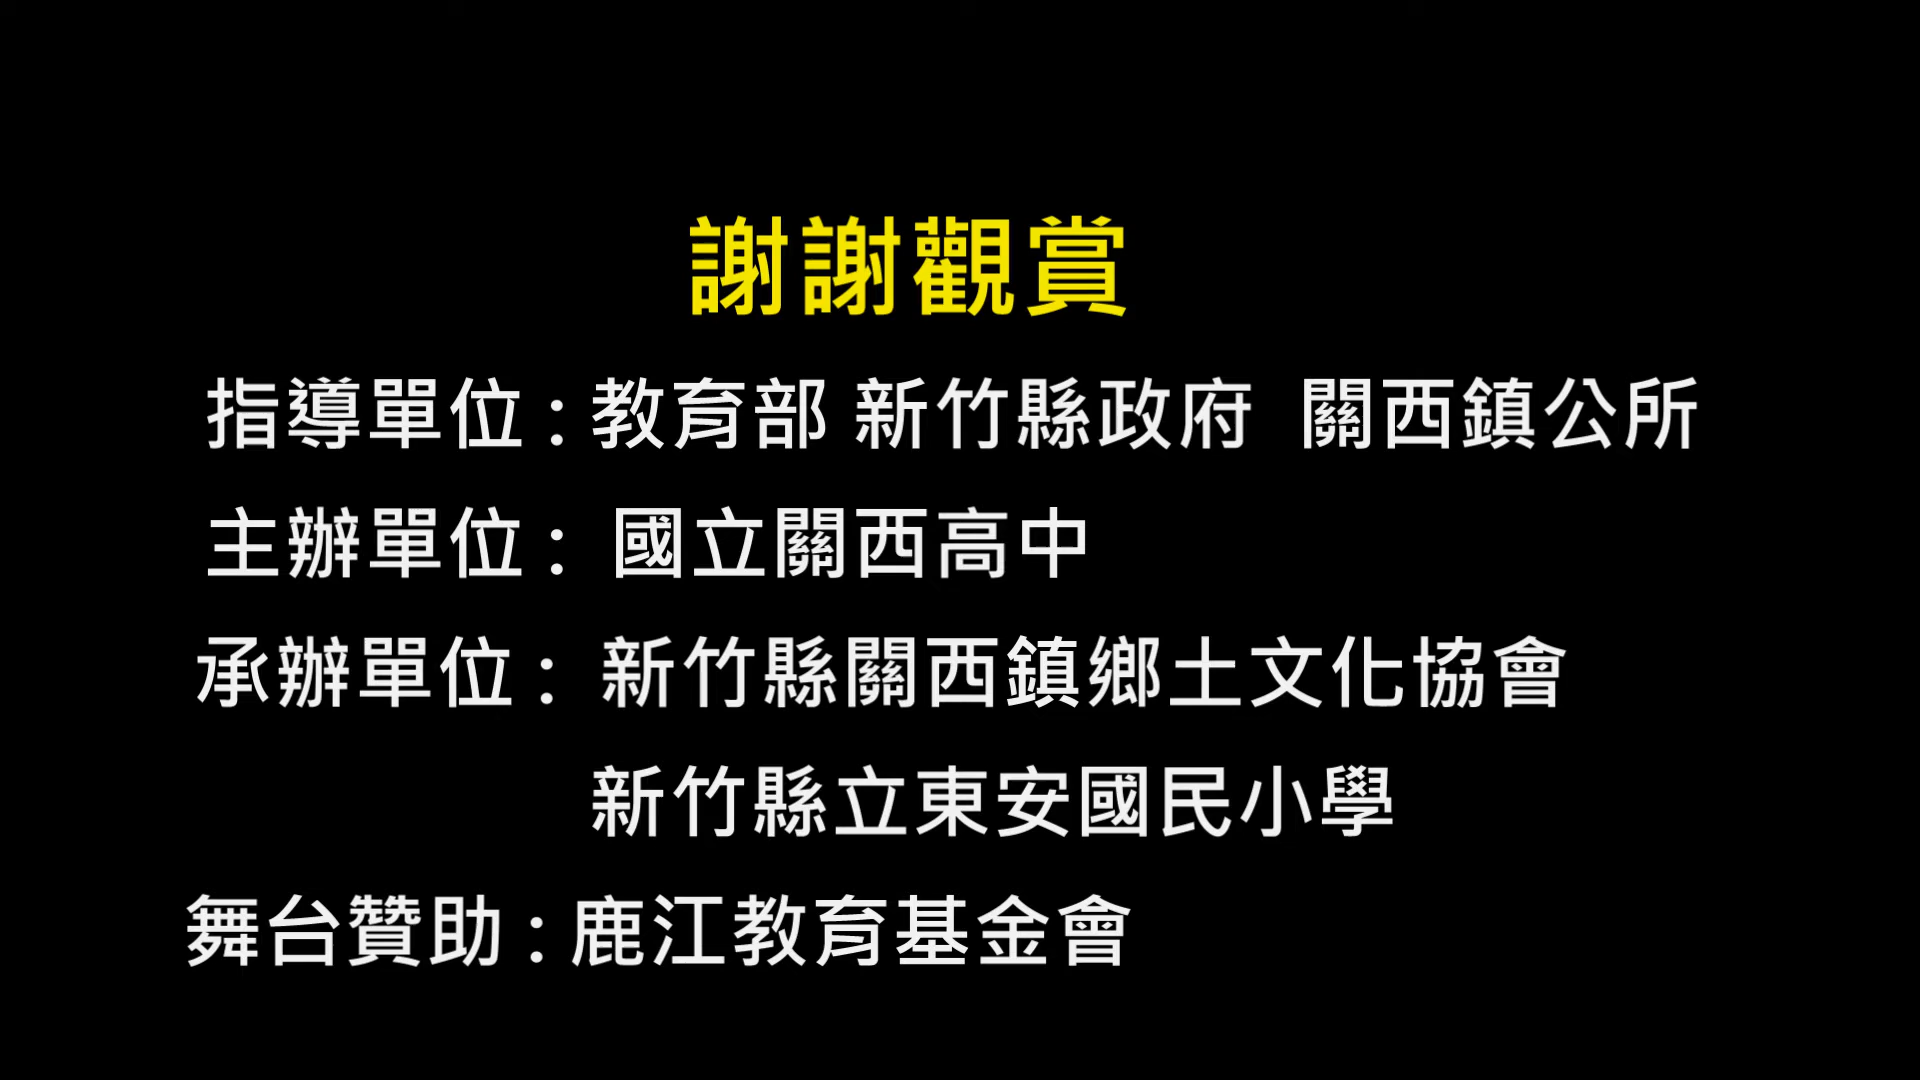 謝謝觀賞
指導單位 : 教育部 新竹縣政府 關西鎮公所
主辦單位 : 國立關西高中
承辦單位 : 新竹縣關西鎮鄉土文化協會
新竹縣立東安國民小學
舞台贊助 : 鹿江教育基金會